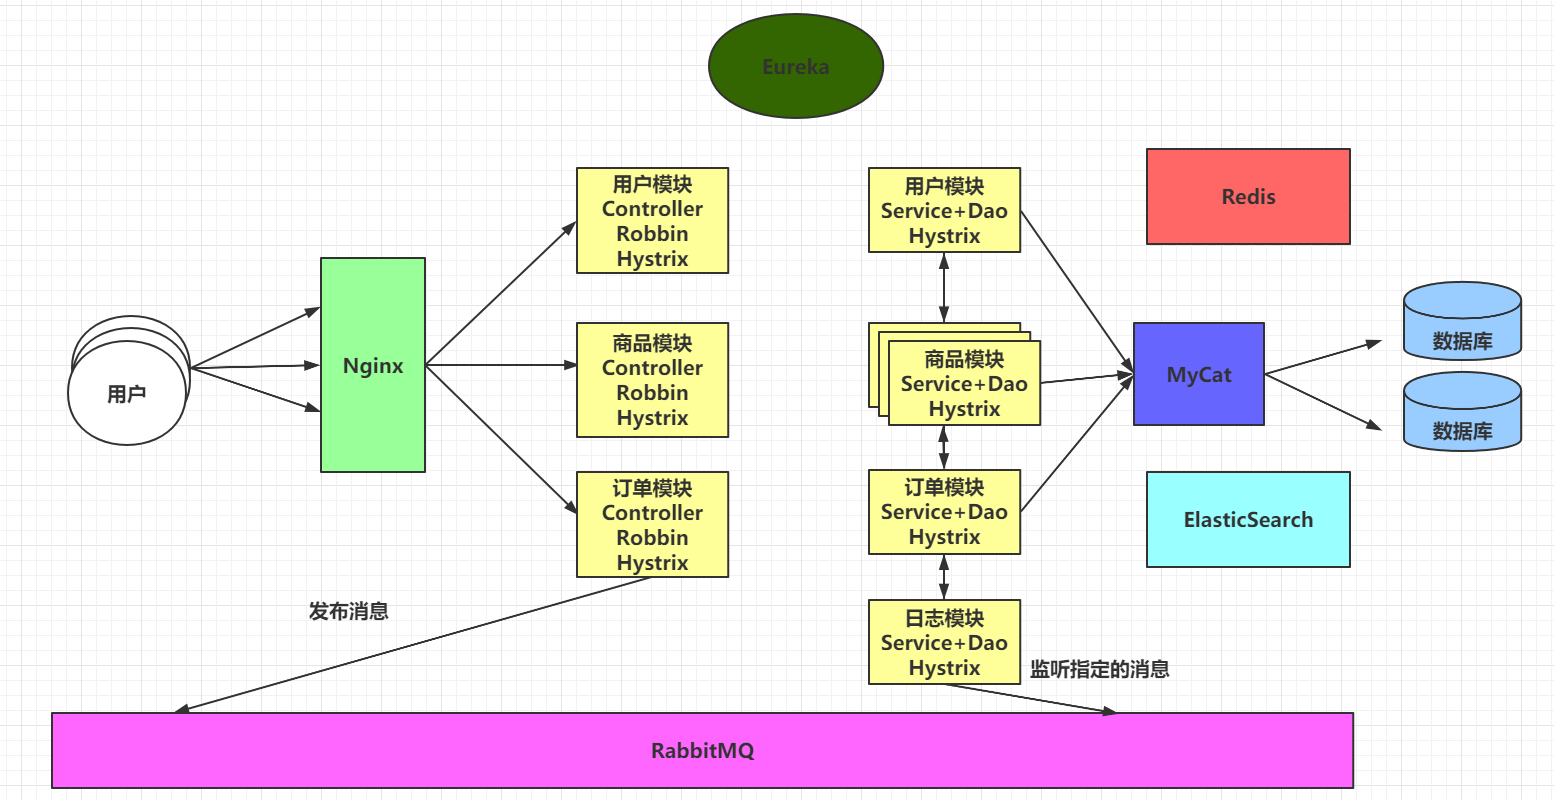 Eureka
用户
Nginx
用户模块
Controller
Robbin
Hystrix
商品模块
Controller
Robbin
Hystrix
订单模块
Controller
Robbin
Hystrix
用户模块
Service+Dao
Hystrix
商品模块
Service+Dao
Hystrix
订单模块
Service+Dao
Hystrix
日志模块
Service+Dao
Hystrix
Redis
MyCat
数据库
数据库
ElasticSearch
发布消息
监听指定的消息
RabbitMQ